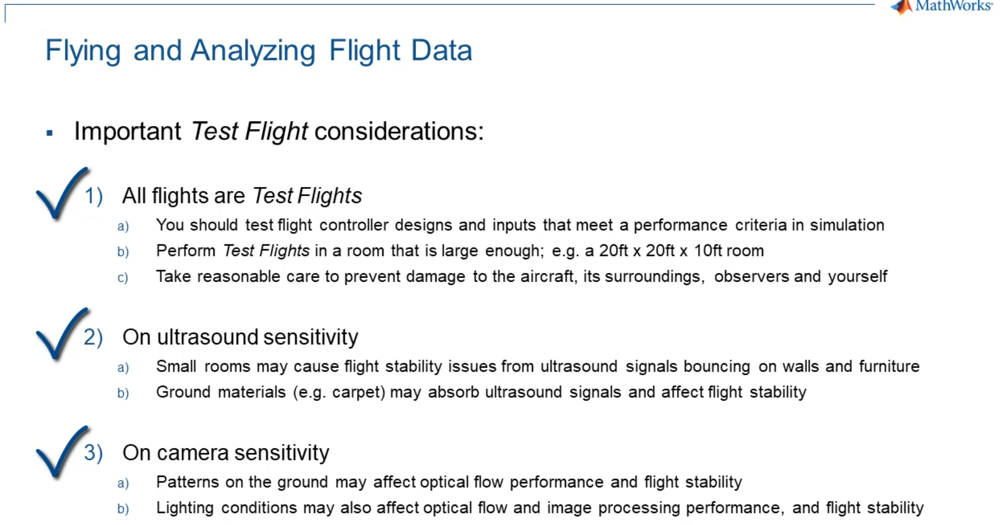 MathWorks®
Flying and Analyzing Flight Data
▪ Important Test Flight considerations:
1) All flights are Test Flights
a) You should test flight controller designs and inputs that meet a performance criteria in simulation
b) Perform Test Flights in a room that is large enough; e.g. a 20ft x 20ft x 10ft room
c) Take reasonable care to prevent damage to the aircraft, its surroundings, observers and yourself
2) On ultrasound sensitivity
a) Small rooms may cause flight stability issues from ultrasound signals bouncing on walls and furniture
b) Ground materials (e.g. carpet) may absorb ultrasound signals and affect flight stability
3) On camera sensitivity
a) Patterns on the ground may affect optical flow performance and flight stability
b) Lighting conditions may also affect optical flow and image processing performance, and flight stability